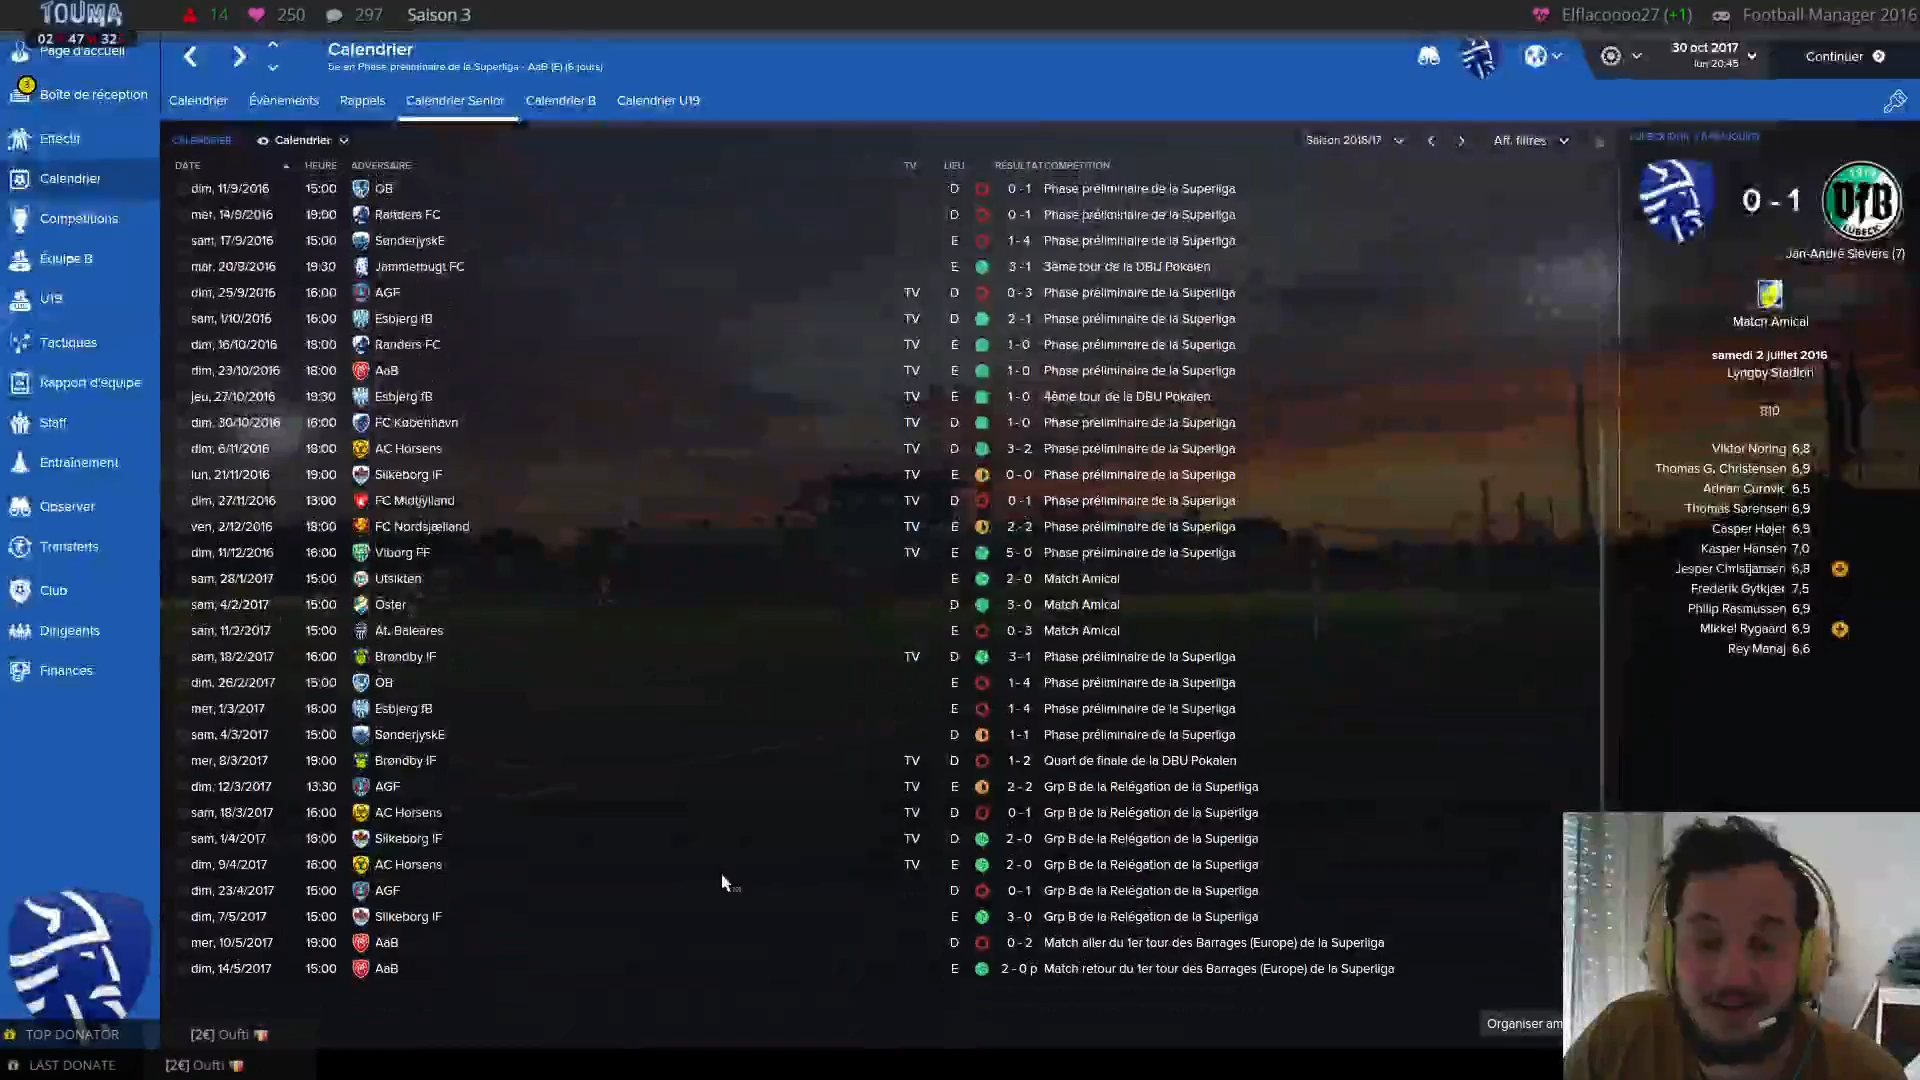 TOUMA
14 250 297 Saison 3
Elflacoooo27 (+1) Football Manager 2016
02 47 32
Page d'accueil
3
Boîte de réception
Effectif
Calendrier
Compétitions
Équipe B
U19
Tactiques
Rapport d'équipe
Staff
Entraînement
Observer
Transferts
Club
Dirigeants
Finances
Calendrier
5e en Phase préliminaire de la Superliga - AaB (E) (6 jours)
30 oct 2017
lun 20:45
Continuer
Calendrier Évènements Rappels Calendrier Senior Calendrier B Calendrier U19
CALENDRIER Calendrier Saison 2016/17 Aff. filtres
DATE HEURE ADVERSAIRE TV LIEU RÉSULTAT COMPÉTITION
dim. 11/9/2016 15:00 OB D 0 - 1 Phase préliminaire de la Superliga
mer. 14/9/2016 19:00 Randers FC D 0 - 1 Phase préliminaire de la Superliga
sam. 17/9/2016 15:00 SønderjyskE E 1 - 4 Phase préliminaire de la Superliga
mar. 20/9/2016 19:30 Jammerbugt FC E 3 - 1 3ème tour de la DBU Pokalen
dim. 25/9/2016 16:00 AGF TV D 0 - 3 Phase préliminaire de la Superliga
sam. 1/10/2016 16:00 Esbjerg fB TV D 2 - 1 Phase préliminaire de la Superliga
dim. 16/10/2016 18:00 Randers FC TV E 1 - 0 Phase préliminaire de la Superliga
dim. 23/10/2016 18:00 AaB TV E 1 - 0 Phase préliminaire de la Superliga
jeu. 27/10/2016 19:30 Esbjerg fB TV E 1 - 0 4ème tour de la DBU Pokalen
dim. 30/10/2016 16:00 FC København TV D 1 - 0 Phase préliminaire de la Superliga
dim. 6/11/2016 18:00 AC Horsens TV D 3 - 2 Phase préliminaire de la Superliga
lun. 21/11/2016 19:00 Silkeborg IF TV E 0 - 0 Phase préliminaire de la Superliga
dim. 27/11/2016 13:00 FC Midtjylland TV D 0 - 1 Phase préliminaire de la Superliga
ven. 2/12/2016 18:00 FC Nordsjælland TV E 2 - 2 Phase préliminaire de la Superliga
dim. 11/12/2016 16:00 Viborg FF TV E 5 - 0 Phase préliminaire de la Superliga
sam. 28/1/2017 15:00 Utsikten E 2 - 0 Match Amical
sam. 4/2/2017 15:00 Öster D 3 - 0 Match Amical
sam. 11/2/2017 15:00 At. Baleares E 0 - 3 Match Amical
sam. 18/2/2017 16:00 Brøndby IF TV D 3 - 1 Phase préliminaire de la Superliga
dim. 26/2/2017 15:00 OB E 1 - 4 Phase préliminaire de la Superliga
mer. 1/3/2017 18:00 Esbjerg fB E 1 - 4 Phase préliminaire de la Superliga
sam. 4/3/2017 15:00 SønderjyskE D 1 - 1 Phase préliminaire de la Superliga
mer. 8/3/2017 19:00 Brøndby IF TV D 1 - 2 Quart de finale de la DBU Pokalen
dim. 12/3/2017 13:30 AGF TV E 2 - 2 Grp B de la Relégation de la Superliga
sam. 18/3/2017 16:00 AC Horsens TV D 0 - 1 Grp B de la Relégation de la Superliga
sam. 1/4/2017 16:00 Silkeborg IF TV D 2 - 0 Grp B de la Relégation de la Superliga
dim. 9/4/2017 16:00 AC Horsens TV E 2 - 0 Grp B de la Relégation de la Superliga
dim. 23/4/2017 15:00 AGF D 0 - 1 Grp B de la Relégation de la Superliga
dim. 7/5/2017 15:00 Silkeborg IF E 3 - 0 Grp B de la Relégation de la Superliga
mer. 10/5/2017 19:00 AaB D 0 - 2 Match aller du 1er tour des Barrages (Europe) de la Superliga
dim. 14/5/2017 15:00 AaB E 2 - 0 p Match retour du 1er tour des Barrages (Europe) de la Superliga
Organiser am
0 - 1
1919
VfB
LÜBECK
Jan-André Sievers (7)
Match Amical
samedi 2 juillet 2016
Lyngby Stadion
Viktor Noring 6,8
Thomas G. Christensen 6,9
Adnan Curovic 6,5
Thomas Sørensen 6,9
Casper Højer 6,9
Kasper Hansen 7,0
Jesper Christjansen 6,8
Frederik Gytkjær 7,5
Philip Rasmussen 6,9
Mikkel Rygaard 6,9
Rey Manaj 6,6
TOP DONATOR [2€] Oufti
LAST DONATE [2€] Oufti